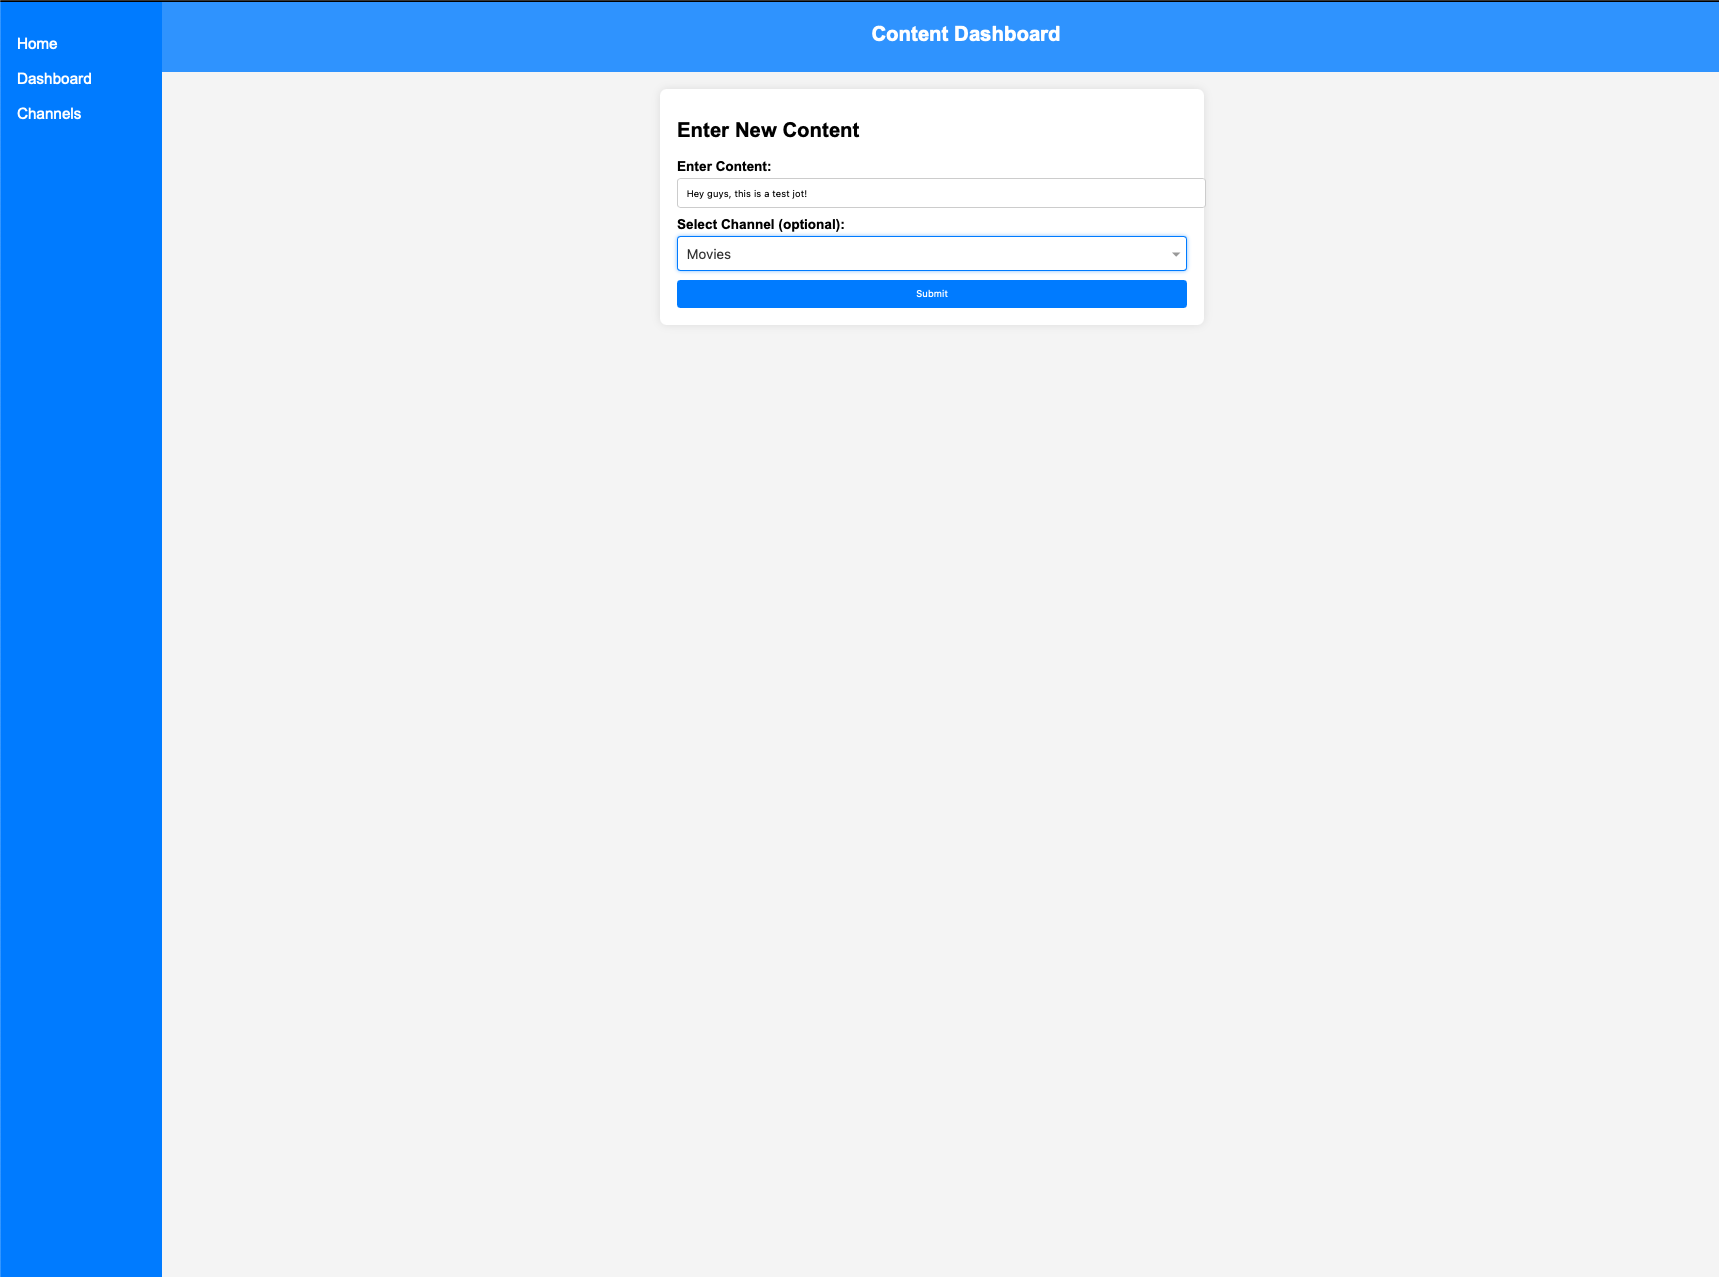 Home
Dashboard
Channels
Content Dashboard
Enter New Content
Enter Content:
Hey guys, this is a test jot!
Select Channel (optional):
Movies
Submit